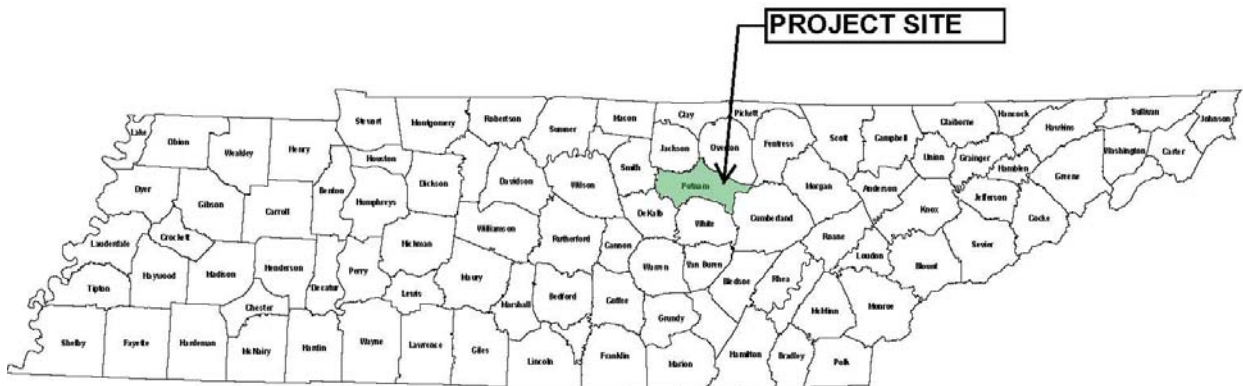 PROJECT SITE
Lake
Obion
Weakley
Henry
Stewart
Montgomery
Robertson
Sumner
Macon
Clay
Pickett
Scott
Campbell
Claiborne
Hancock
Hawkins
Sullivan
Johnson
Houston
Jackson
Overton
Fentress
Union
Grainger
Hamblen
Washington
Carter
Dyer
Gibson
Carroll
Benton
Humphreys
Dickson
Davidson
Wilson
Smith
Putnam
Morgan
Anderson
Knox
Jefferson
Greene
Cocke
Lauderdale
Crockett
Williamson
Rutherford
Cannon
DeKalb
White
Cumberland
Roane
Loudon
Blount
Sevier
Tipton
Haywood
Madison
Henderson
Decatur
Perry
Hickman
Lewis
Maury
Marshall
Bedford
Coffee
Warren
Van Buren
Bledsoe
Rhea
McMinn
Monroe
Chester
Grundy
Shelby
Fayette
Hardeman
McNairy
Hardin
Wayne
Lawrence
Giles
Lincoln
Franklin
Marion
Hamilton
Bradley
Polk